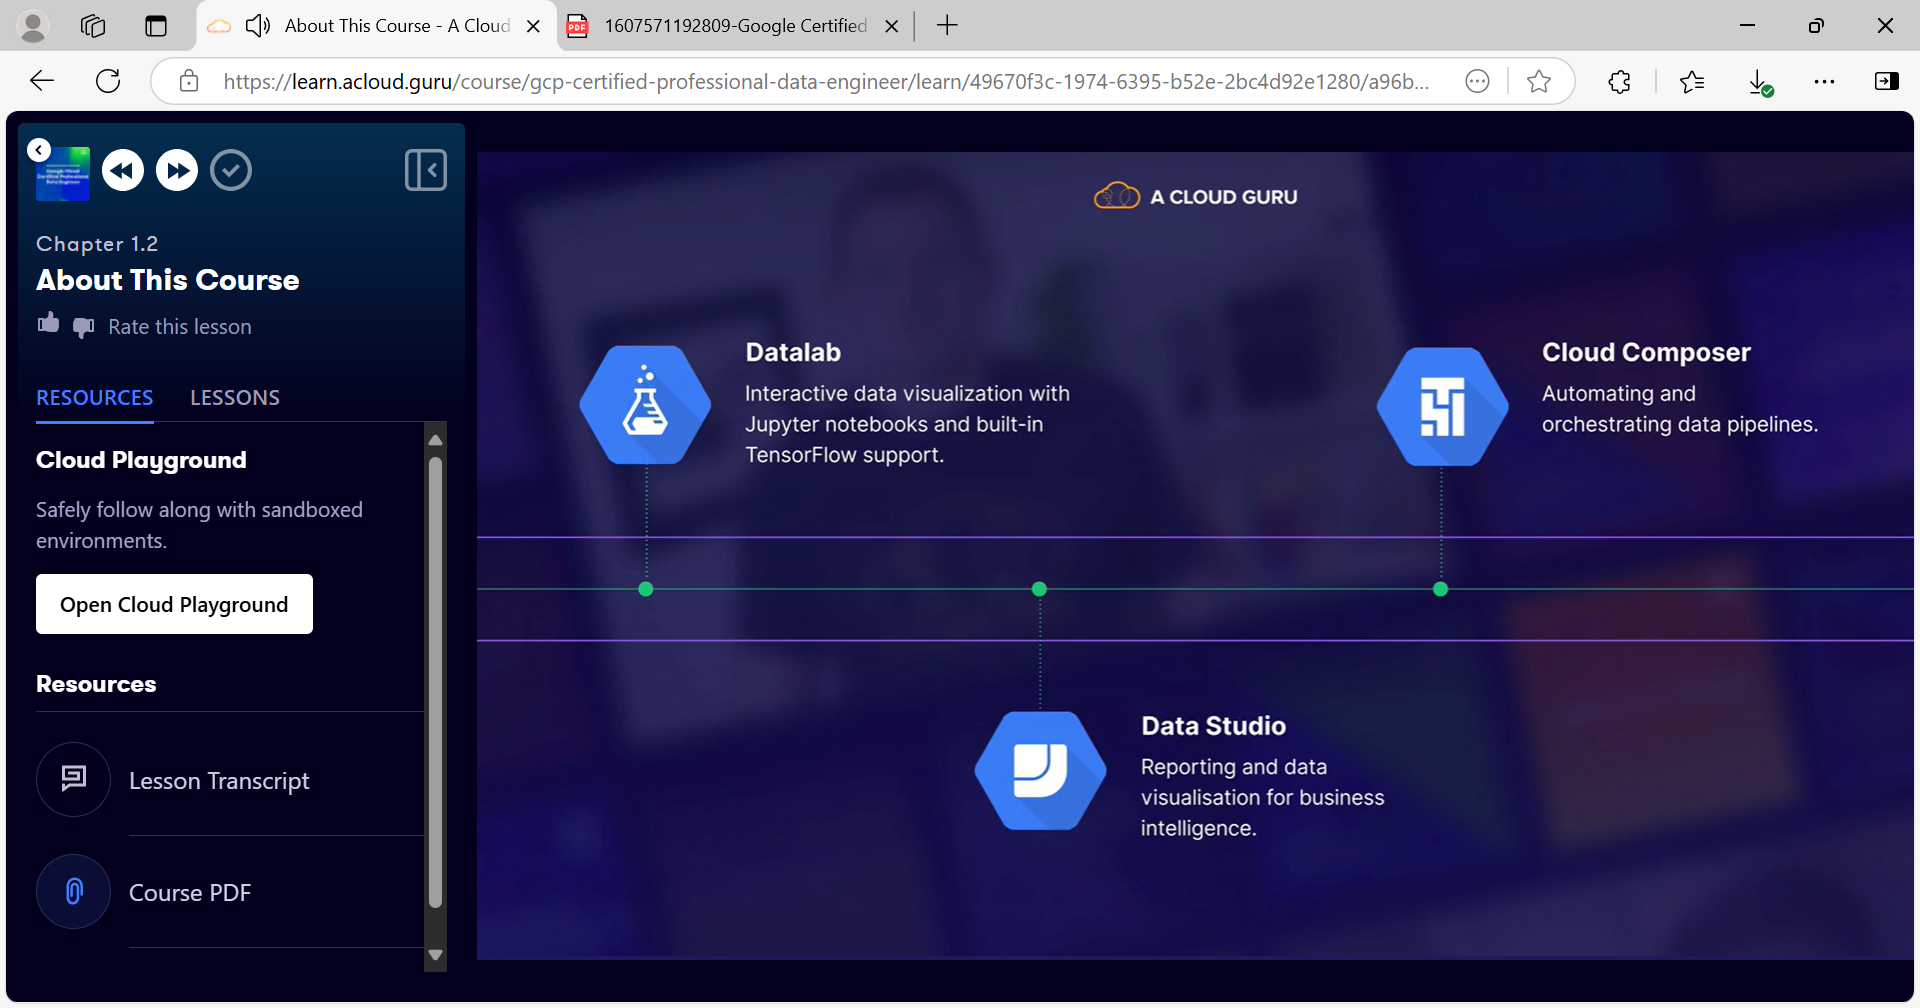 About This Course - A Cloud
1607571192809-Google Certified
https://learn.acloud.guru/course/gcp-certified-professional-data-engineer/learn/49670f3c-1974-6395-b52e-2bc4d92e1280/a96b...
Chapter 1.2
About This Course
Rate this lesson
RESOURCES
LESSONS
Cloud Playground
Safely follow along with sandboxed
environments.
Open Cloud Playground
Resources
Lesson Transcript
Course PDF
A CLOUD GURU
Datalab
Interactive data visualization with
Jupyter notebooks and built-in
TensorFlow support.
Cloud Composer
Automating and
orchestrating data pipelines.
Data Studio
Reporting and data
visualisation for business
intelligence.